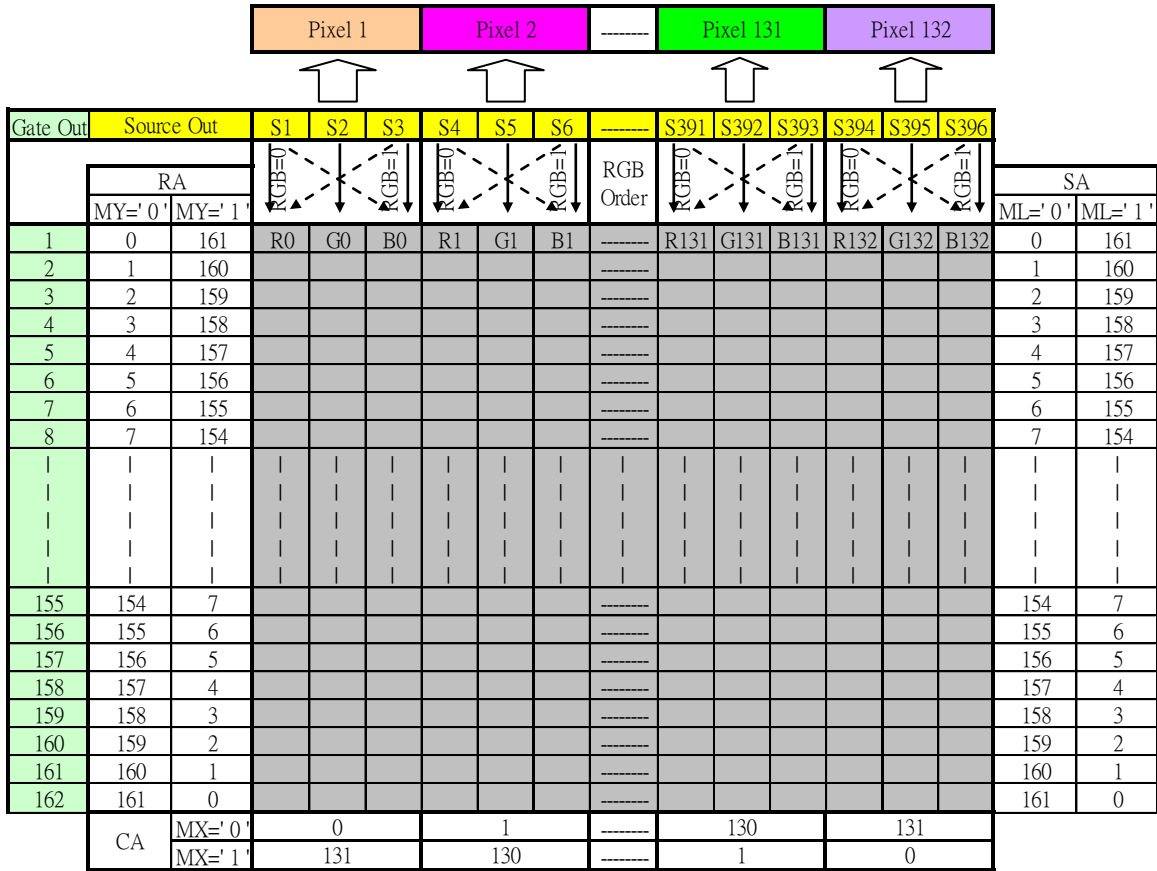 Pixel 1 Pixel 2 -------- Pixel 131 Pixel 132
Gate Out Source Out S1 S2 S3 S4 S5 S6 -------- S391 S392 S393 S394 S395 S396
RGB=0 RGB=1 RGB=0 RGB=1 RGB Order RGB=0 RGB=1 RGB=0 RGB=1
RA SA
MY=' 0 ' MY=' 1 ' ML=' 0 ' ML=' 1 '
1 0 161 R0 G0 B0 R1 G1 B1 -------- R131 G131 B131 R132 G132 B132 0 161
2 1 160 -------- 1 160
3 2 159 -------- 2 159
4 3 158 -------- 3 158
5 4 157 -------- 4 157
6 5 156 -------- 5 156
7 6 155 -------- 6 155
8 7 154 -------- 7 154
| | | | | | | | | | | | | | | | | |
| | | | | | | | | | | | | | | | | |
| | | | | | | | | | | | | | | | | |
| | | | | | | | | | | | | | | | | |
| | | | | | | | | | | | | | | | | |
| | | | | | | | | | | | | | | | | |
155 154 7 -------- 154 7
156 155 6 -------- 155 6
157 156 5 -------- 156 5
158 157 4 -------- 157 4
159 158 3 -------- 158 3
160 159 2 -------- 159 2
161 160 1 -------- 160 1
162 161 0 -------- 161 0
CA MX=' 0 ' 0 1 -------- 130 131
MX=' 1 ' 131 130 -------- 1 0